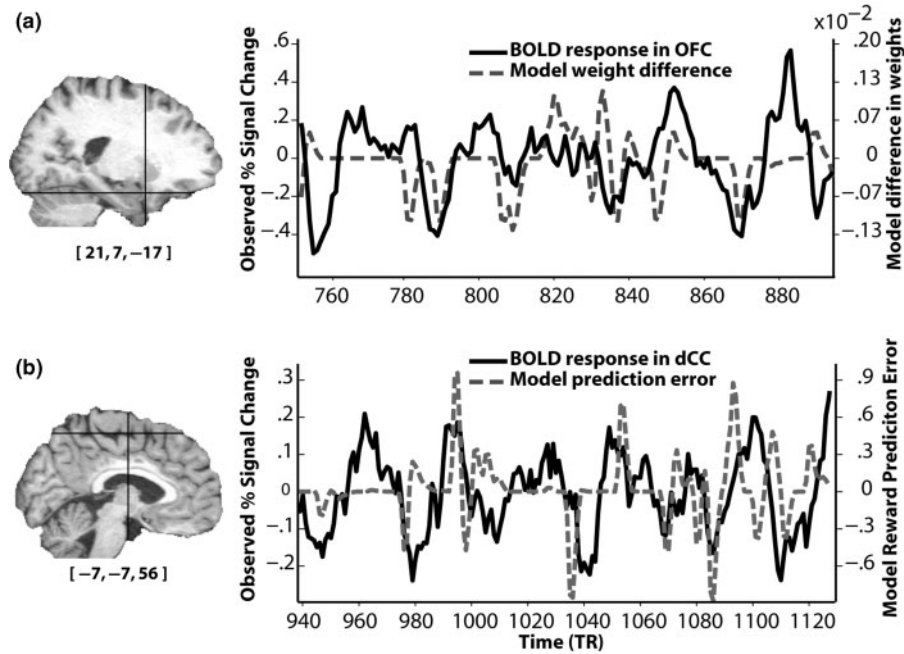 (a)
[ 21, 7, −17 ]
Observed % Signal Change
.6
.4
0.2
0
−.2
−.4
BOLD response in OFC
Model weight difference
x10−2
.20
.13
.07
0
−.07
−.13
Model difference in weights
760 780 800 820 840 860 880
(b)
[ −7, −7, 56 ]
Observed % Signal Change
.3
.2
0.1
0
−.1
−.2
BOLD response in dCC
Model prediction error
.9
.6
.3
0
−.3
−.6
Model Reward Prediciton Error
940 960 980 1000 1020 1040 1060 1080 1100 1120
Time (TR)